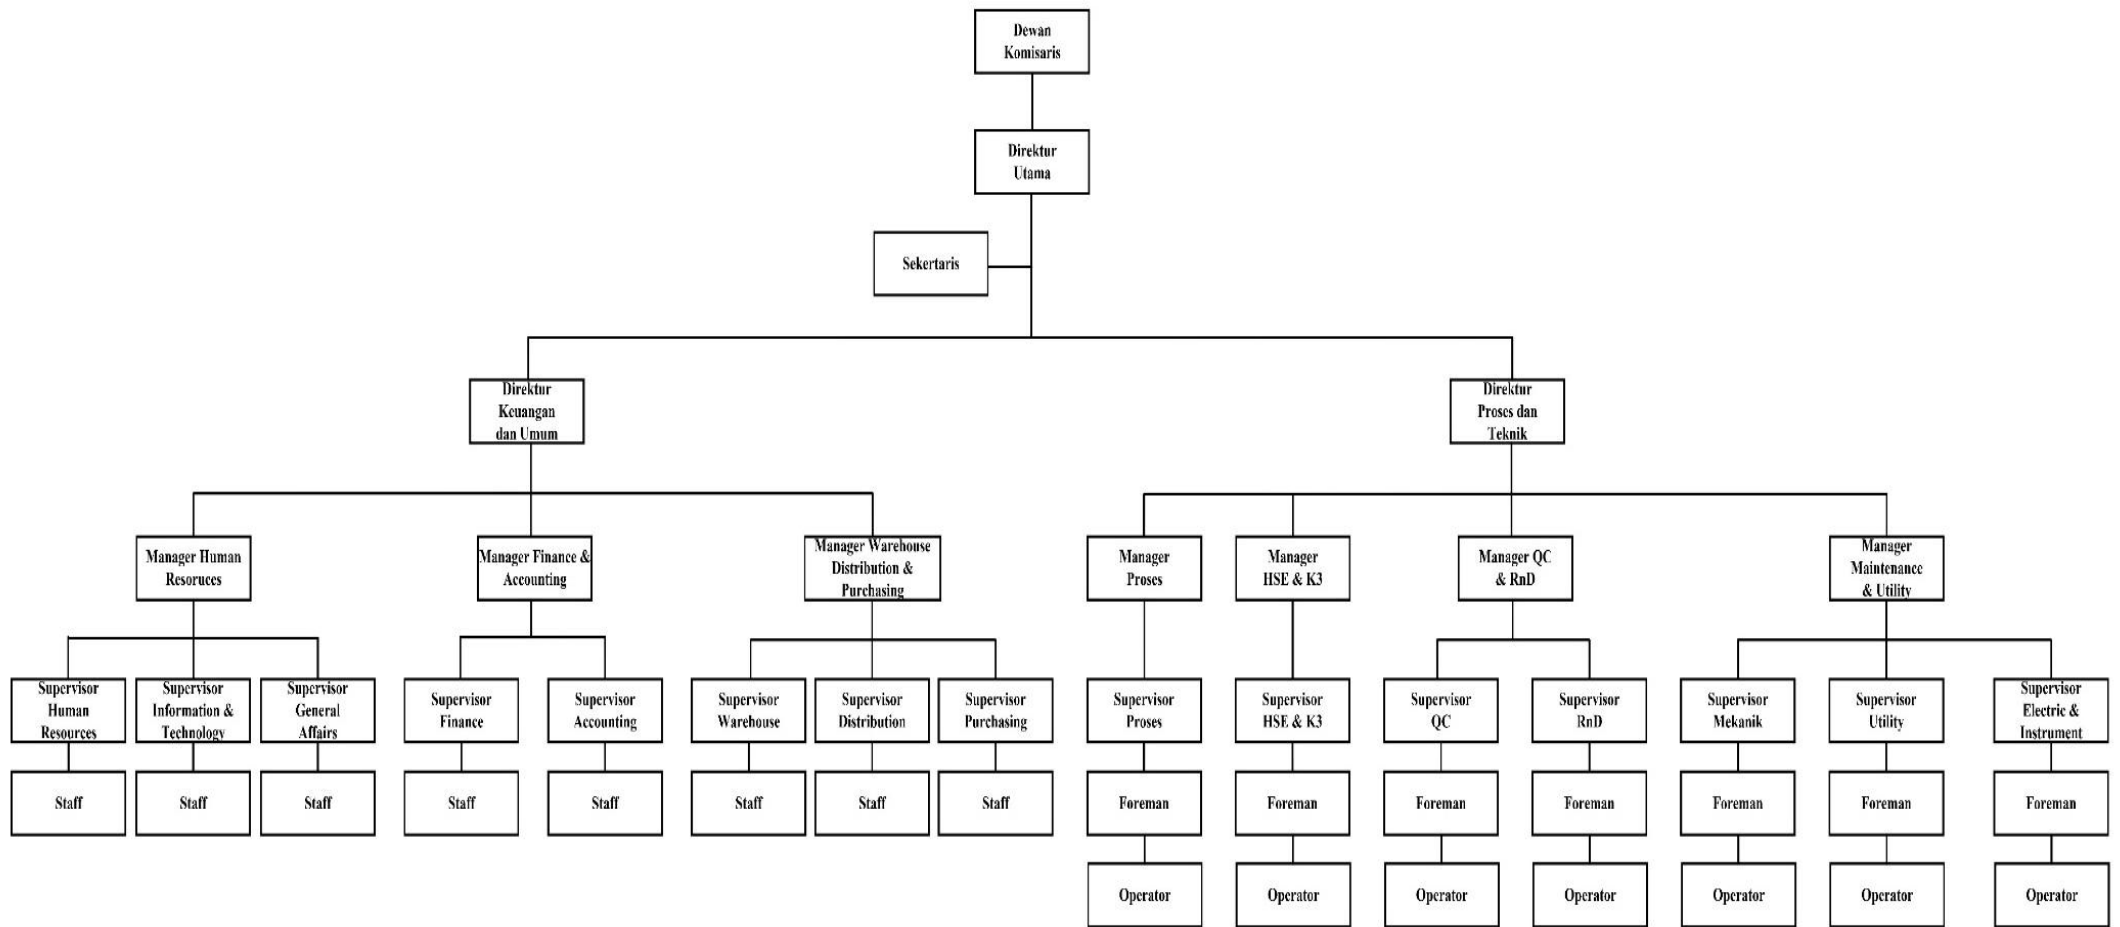 Dewan
Komisaris
Direktur
Utama
Sekertaris
Direktur
Keuangan
dan Umum
Direktur
Proses dan
Teknik
Manager Human
Resoruces
Manager Finance &
Accounting
Manager Warehouse
Distribution &
Purchasing
Manager
Proses
Manager
HSE & K3
Manager QC
& RnD
Manager
Maintenance
& Utility
Supervisor
Human
Resources
Supervisor
Information &
Technology
Supervisor
General
Affairs
Supervisor
Finance
Supervisor
Accounting
Supervisor
Warehouse
Supervisor
Distribution
Supervisor
Purchasing
Supervisor
Proses
Supervisor
HSE & K3
Supervisor
QC
Supervisor
RnD
Supervisor
Mekanik
Supervisor
Utility
Supervisor
Electric &
Instrument
Staff
Staff
Staff
Staff
Staff
Staff
Staff
Staff
Foreman
Foreman
Foreman
Foreman
Foreman
Foreman
Foreman
Operator
Operator
Operator
Operator
Operator
Operator
Operator